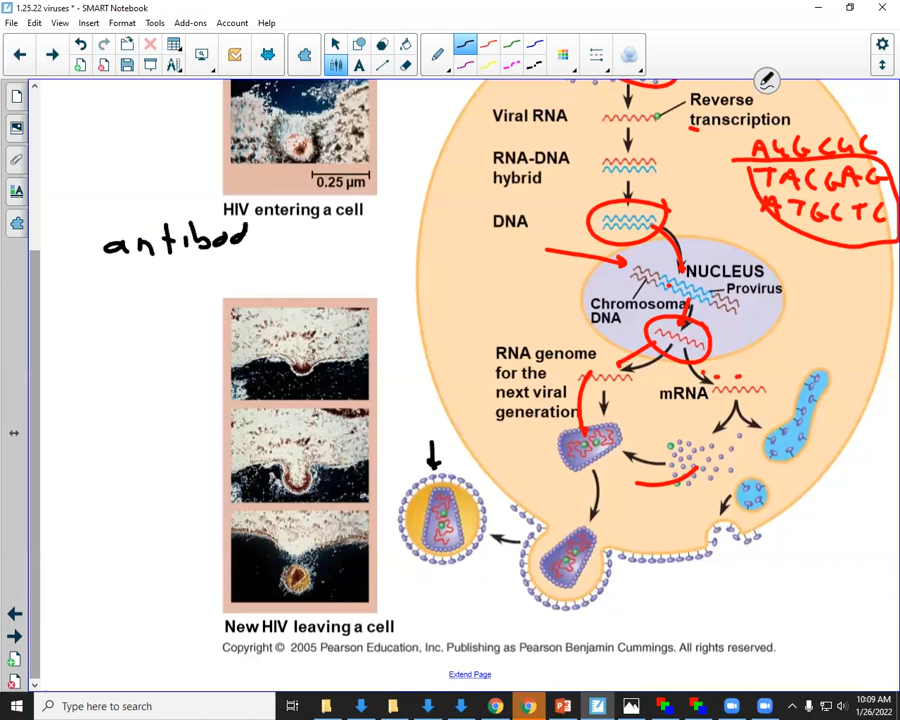 1.25.22 viruses - SMART Notebook
File Edit View Insert Format Tools Add-ons Account Help
Viral RNA
Reverse
transcription
AUGCUC
TACGAG
ATGCTC
RNA-DNA
hybrid
0.25 µm
HIV entering a cell
DNA
antibod
NUCLEUS
Provirus
Chromosomal
DNA
RNA genome
for the
next viral
generation
mRNA
New HIV leaving a cell
Copyright © 2005 Pearson Education, Inc. Publishing as Pearson Benjamin Cummings. All rights reserved.
Extend Page
Type here to search
10:09 AM
1/26/2022